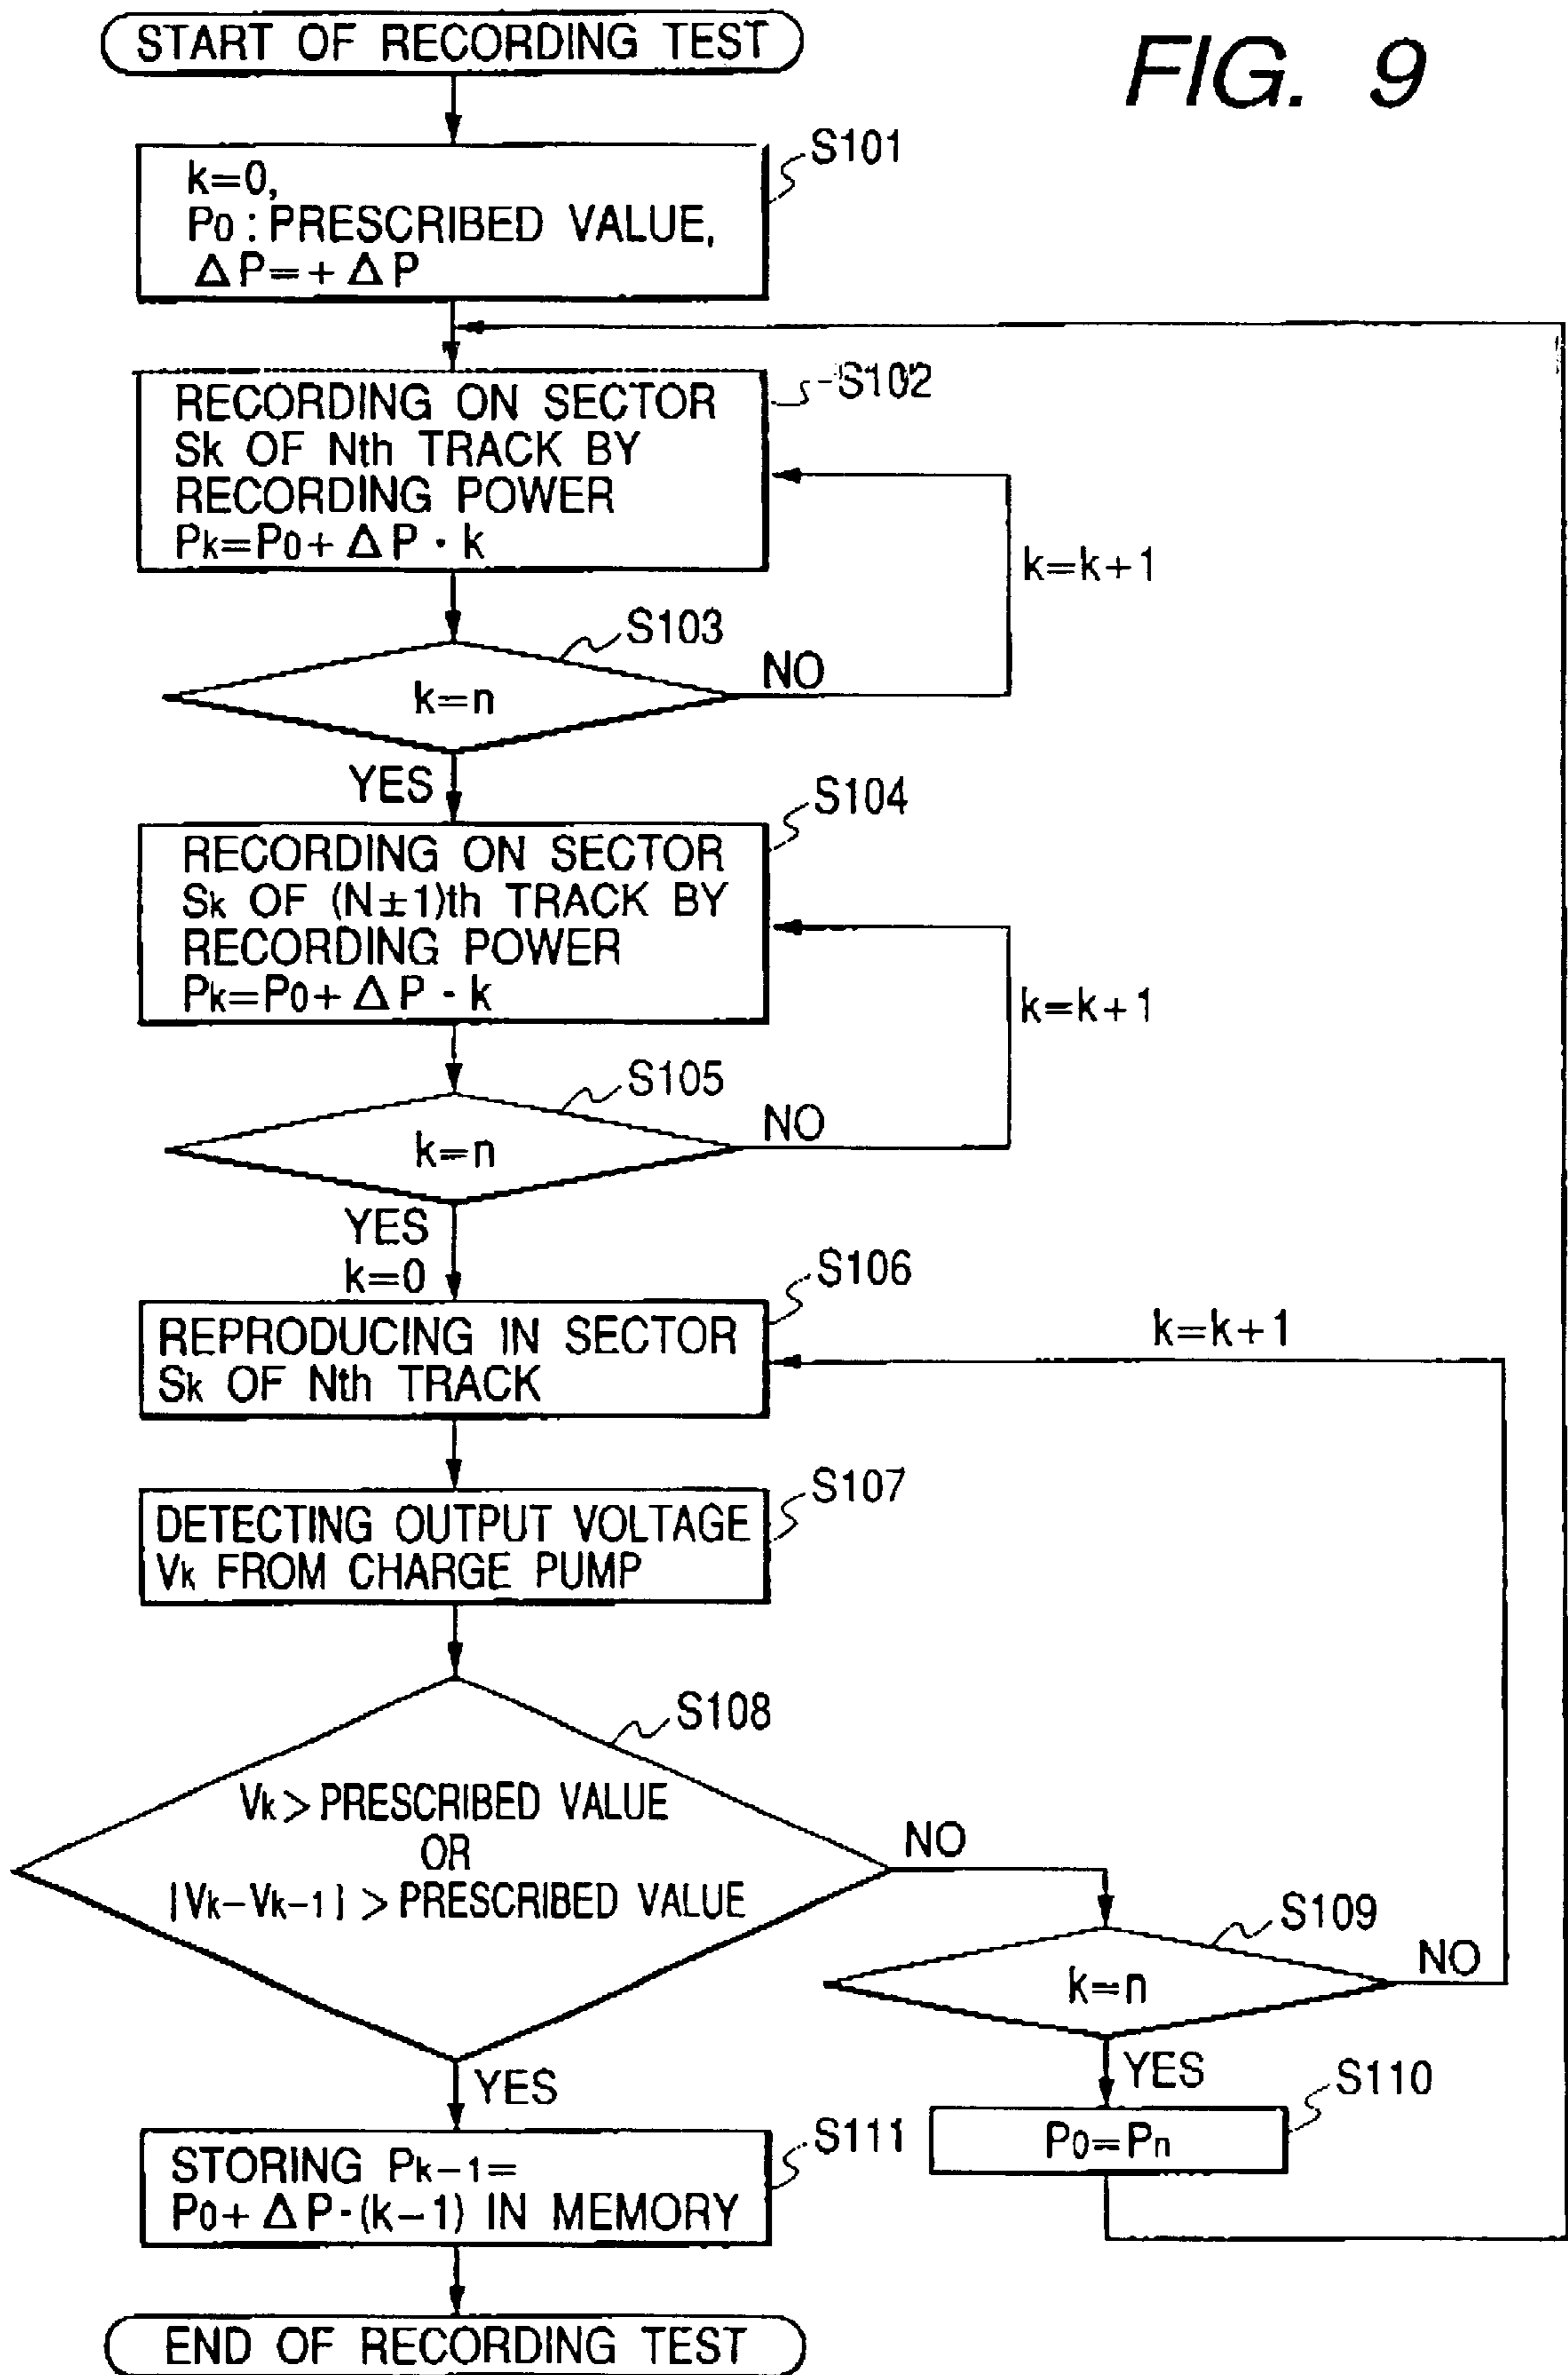 START OF RECORDING TEST
FIG. 9
S101
k=0,
P0 : PRESCRIBED VALUE,
ΔP=+ΔP
S102
RECORDING ON SECTOR
Sk OF Nth TRACK BY
RECORDING POWER
Pk=P0+ΔP・k
k=k+1
S103
k=n
NO
YES
S104
RECORDING ON SECTOR
Sk OF (N±1)th TRACK BY
RECORDING POWER
Pk=P0+ΔP・k
k=k+1
S105
k=n
NO
YES
k=0
S106
REPRODUCING IN SECTOR
Sk OF Nth TRACK
k=k+1
S107
DETECTING OUTPUT VOLTAGE
Vk FROM CHARGE PUMP
S108
Vk>PRESCRIBED VALUE
OR
|Vk−Vk−1|>PRESCRIBED VALUE
NO
S109
k=n
NO
YES
YES
S110
P0=Pn
S111
STORING Pk−1=
P0+ΔP・(k−1) IN MEMORY
END OF RECORDING TEST